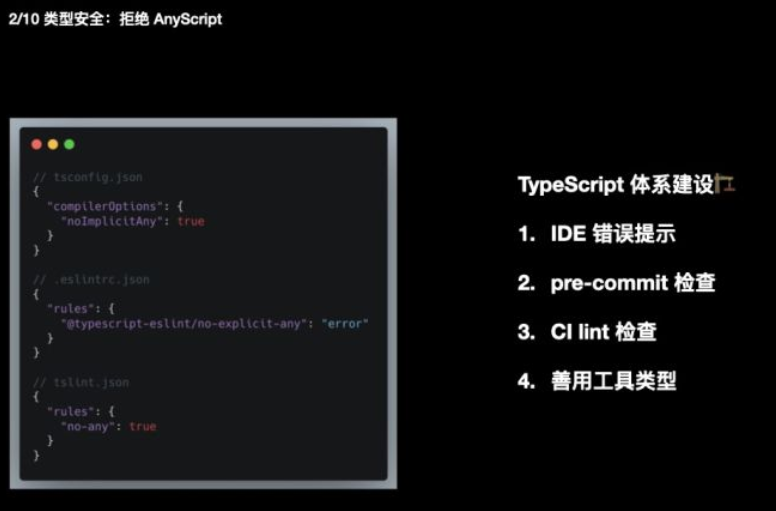 2/10 类型安全：拒绝 AnyScript
// tsconfig.json
{
  "compilerOptions": {
    "noImplicitAny": true
  }
}
// .eslintrc.json
{
  "rules": {
    "@typescript-eslint/no-explicit-any": "error"
  }
}
// tslint.json
{
  "rules": {
    "no-any": true
  }
}
TypeScript 体系建设🏗
1. IDE 错误提示
2. pre-commit 检查
3. CI lint 检查
4. 善用工具类型